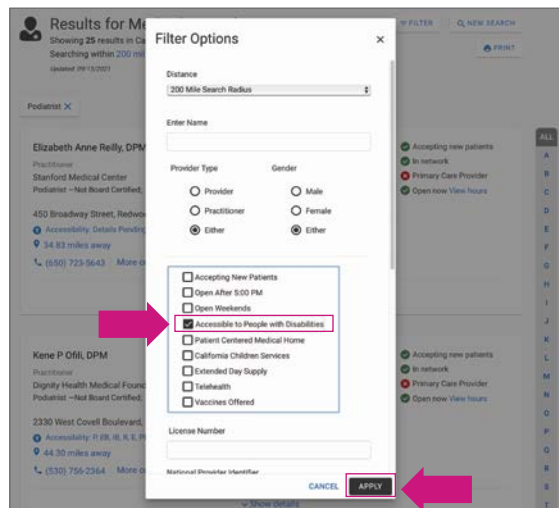 Results for Me
Showing 25 results in Ca
Searching within 200 mi
Updated: 09/13/2021
FILTER
NEW SEARCH
PRINT
Podiatrist X
Filter Options
×
Distance
200 Mile Search Radius
Enter Name
Provider Type
Gender
Provider
Male
Practitioner
Female
Either
Either
Accepting New Patients
Open After 5:00 PM
Open Weekends
Accessible to People with Disabilities
Patient Centered Medical Home
California Children Services
Extended Day Supply
Telehealth
Vaccines Offered
License Number
National Provider Identifier
CANCEL
APPLY
Elizabeth Anne Reilly, DPM
Practitioner
Stanford Medical Center
Podiatrist —Not Board Certified;
450 Broadway Street, Redwo
Accessibility: Details Pending
34.83 miles away
(650) 723-5643
More o
Accepting new patients
In network
Primary Care Provider
Open now View hours
Kene P Ofili, DPM
Practitioner
Dignity Health Medical Found
Podiatrist —Not Board Certified;
2330 West Covell Boulevard,
Accessibility: P, EB, IB, R, E, P
44.30 miles away
(530) 756-2364
More o
Accepting new patients
In network
Primary Care Provider
Open now View hours
Show details
ALL
A
B
C
D
E
F
G
H
I
J
K
L
M
N
O
P
Q
R
S